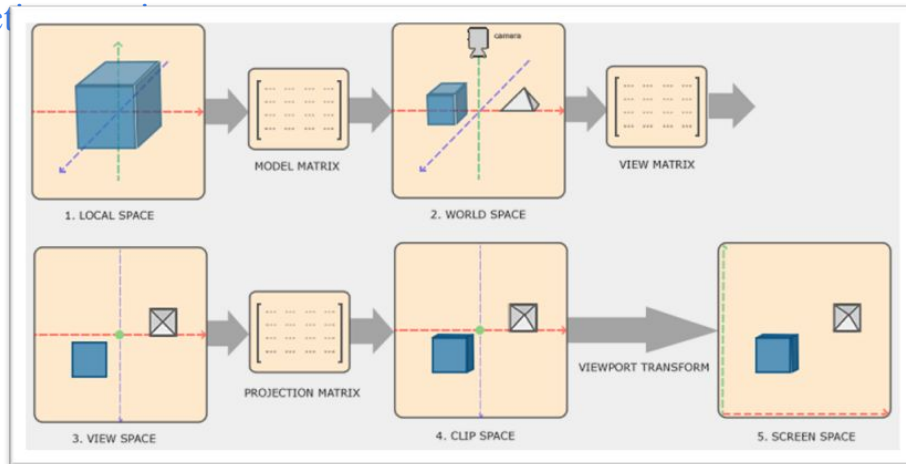 camera
MODEL MATRIX
VIEW MATRIX
1. LOCAL SPACE
2. WORLD SPACE
PROJECTION MATRIX
VIEWPORT TRANSFORM
3. VIEW SPACE
4. CLIP SPACE
5. SCREEN SPACE